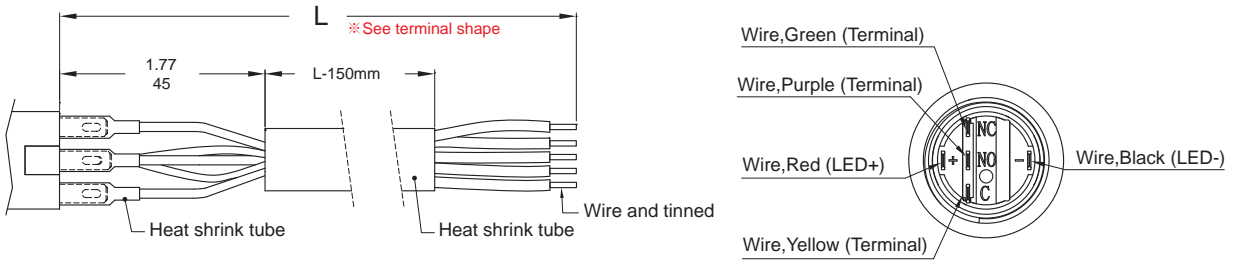 L
※See terminal shape
1.77
45
L-150mm
Heat shrink tube
Heat shrink tube
Wire and tinned
Wire,Green (Terminal)
Wire,Purple (Terminal)
Wire,Red (LED+)
Wire,Yellow (Terminal)
NC
+ NO -
C
Wire,Black (LED-)